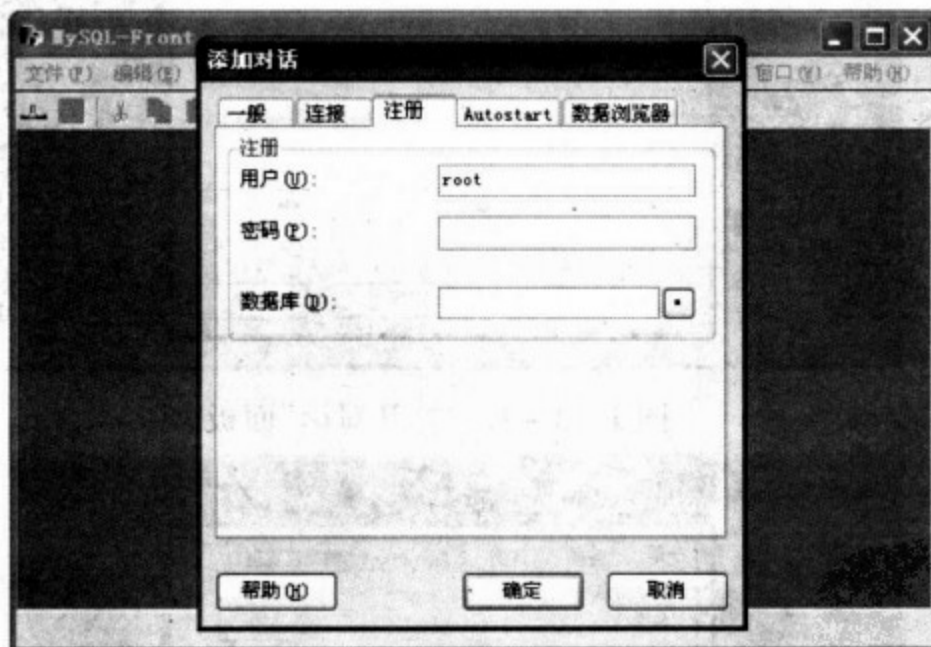 MySQL-Front
文件(F) 编辑(E) 窗口(W) 帮助(H)
添加对话
一般 连接 注册 Autostart 数据浏览器
注册
用户(U): root
密码(P):
数据库(D):
帮助(H) 确定 取消